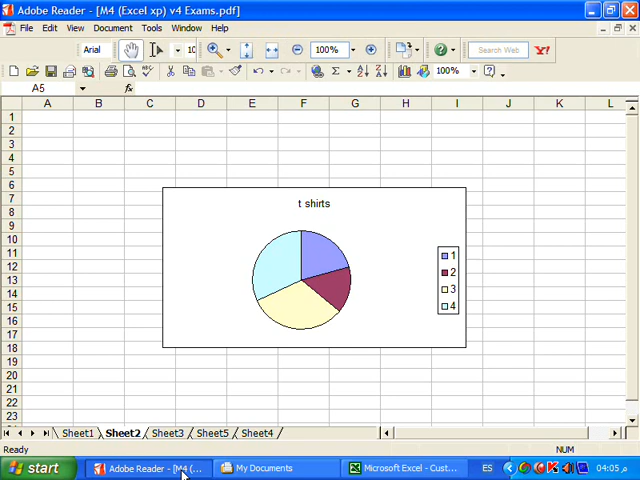 Adobe Reader - [M4 (Excel xp) v4 Exams.pdf]
File Edit View Document Tools Window Help
Arial 10 100% ? Search Web Y!
Σ 100% ?
A5 fx
A B C D E F G H I J K L
1
2
3
4
5
6
7
8
9
10
11
12
13
14
15
16
17
18
19
20
21
22
23
t shirts
1
2
3
4
Sheet1 Sheet2 Sheet3 Sheet5 Sheet4
Ready NUM
start Adobe Reader - [M4 (... My Documents Microsoft Excel - Cust... ES 04:05 م